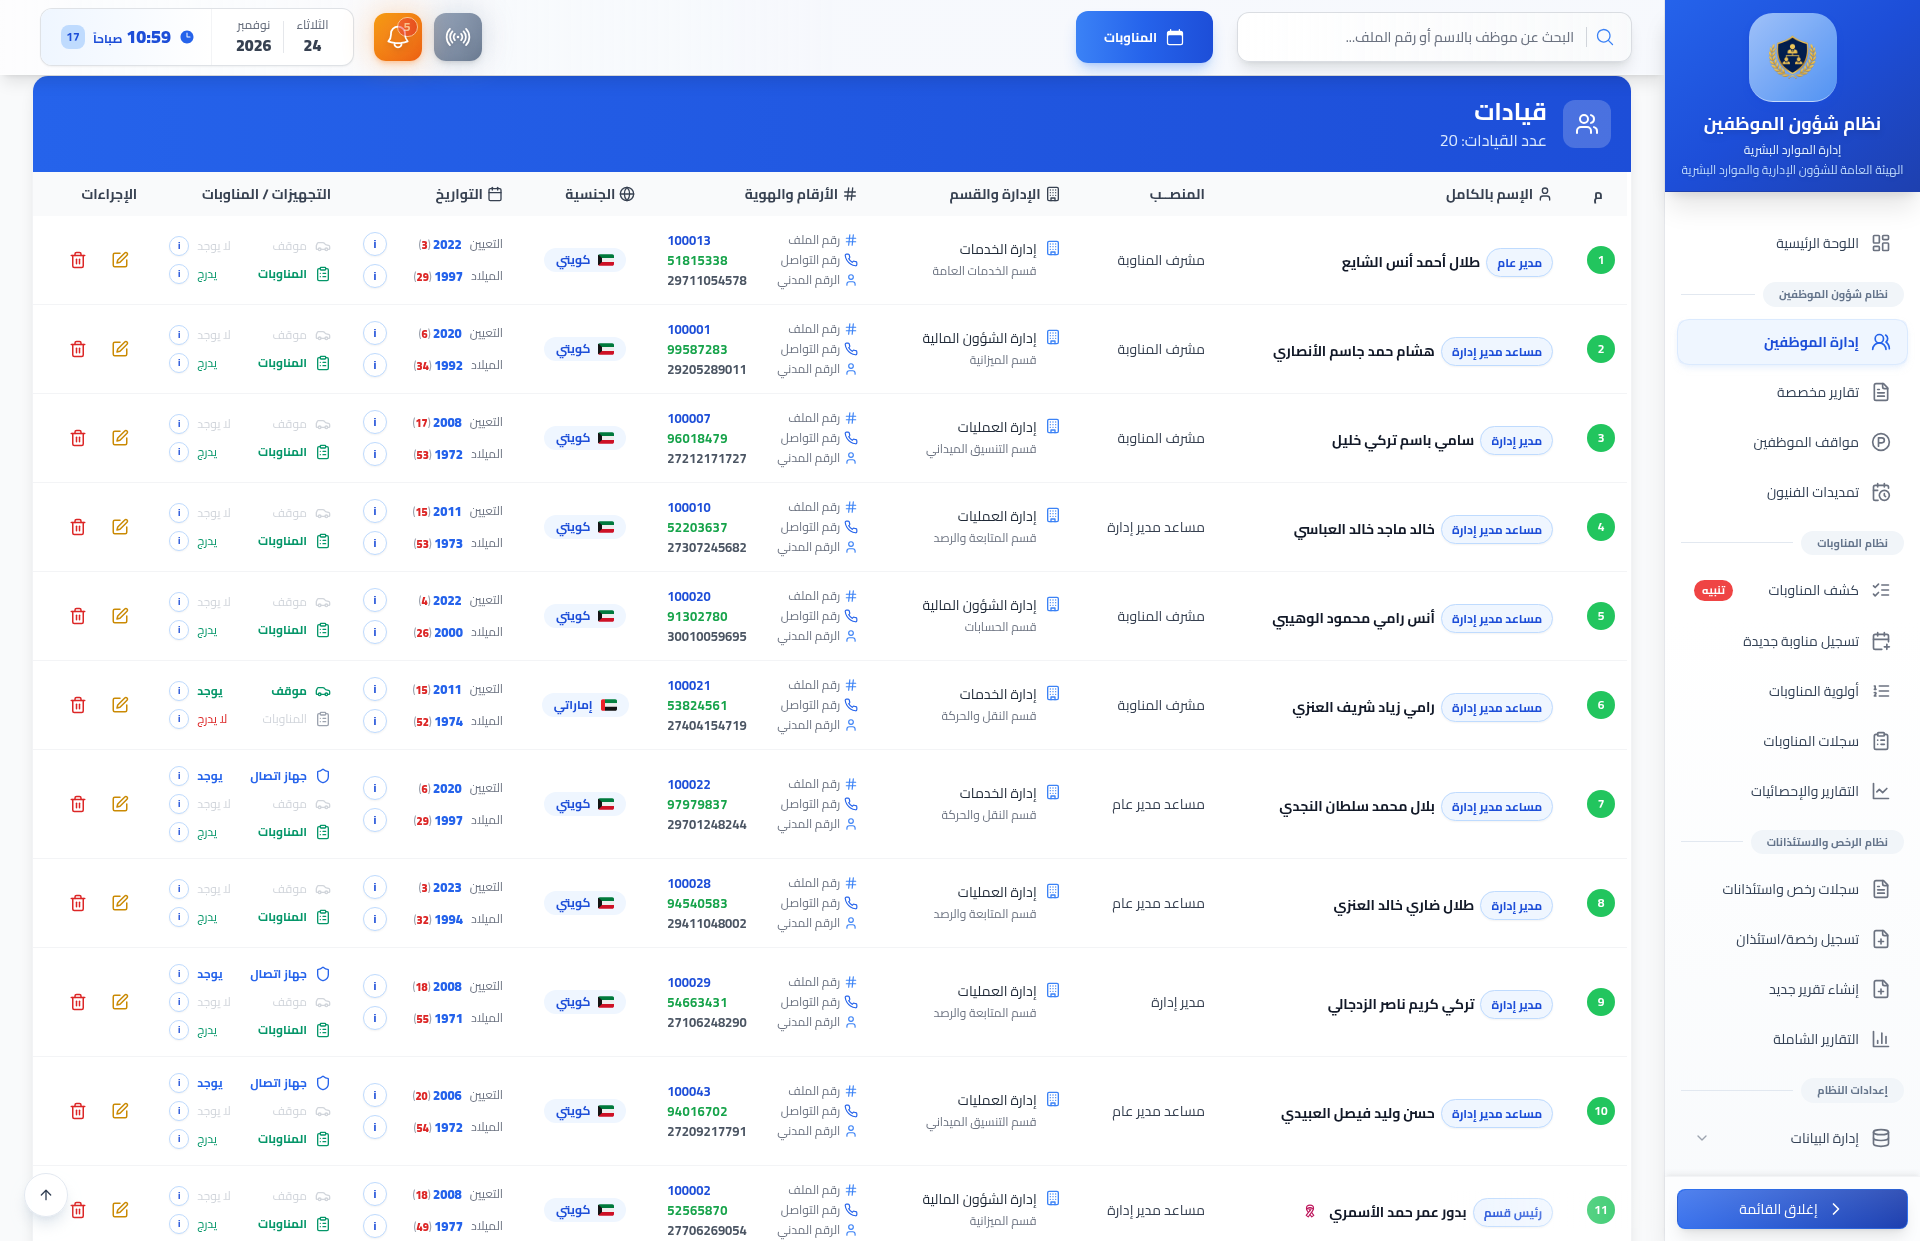 نظام شؤون الموظفين
إدارة الموارد البشرية
الهيئة العامة للشؤون الإدارية والموارد البشرية
اللوحة الرئيسية
نظام شؤون الموظفين
إدارة الموظفين
تقارير مخصصة
مواقف الموظفين
تمديدات الفنيون
نظام المناوبات
كشف المناوبات تنبيه
تسجيل مناوبة جديدة
أولوية المناوبات
سجلات المناوبات
التقارير والإحصائيات
نظام الرخص والاستئذانات
سجلات رخص واستئذانات
تسجيل رخصة/استئذان
إنشاء تقرير جديد
التقارير الشاملة
إعدادات النظام
إدارة البيانات
إغلاق القائمة
البحث عن موظف بالاسم أو رقم الملف...
المناوبات
5
الثلاثاء 24
نوفمبر 2026
10:59 صباحاً 17
قيادات
عدد القيادات: 20
م الإسم بالكامل المنصــب الإدارة والقسم الأرقام والهوية الجنسية التواريخ التجهيزات / المناوبات الإجراءات
1 مدير عام طلال أحمد أنس الشايع مشرف المناوبة
إدارة الخدمات
قسم الخدمات العامة
رقم الملف 100013
رقم التواصل 51815338
الرقم المدني 29711054578
كويتي
التعيين 2022 (3)
الميلاد 1997 (29)
موقف لا يوجد
المناوبات يدرج
2 مساعد مدير إدارة هشام حمد جاسم الأنصاري مشرف المناوبة
إدارة الشؤون المالية
قسم الميزانية
رقم الملف 100001
رقم التواصل 99587283
الرقم المدني 29205289011
كويتي
التعيين 2020 (6)
الميلاد 1992 (34)
موقف لا يوجد
المناوبات يدرج
3 مدير إدارة سامي باسم تركي خليل مشرف المناوبة
إدارة العمليات
قسم التنسيق الميداني
رقم الملف 100007
رقم التواصل 96018479
الرقم المدني 27212171727
كويتي
التعيين 2008 (17)
الميلاد 1972 (53)
موقف لا يوجد
المناوبات يدرج
4 مساعد مدير إدارة خالد ماجد خالد العباسي مساعد مدير إدارة
إدارة العمليات
قسم المتابعة والرصد
رقم الملف 100010
رقم التواصل 52203637
الرقم المدني 27307245682
كويتي
التعيين 2011 (15)
الميلاد 1973 (53)
موقف لا يوجد
المناوبات يدرج
5 مساعد مدير إدارة أنس رامي محمود الوهيبي مشرف المناوبة
إدارة الشؤون المالية
قسم الحسابات
رقم الملف 100020
رقم التواصل 91302780
الرقم المدني 30010059695
كويتي
التعيين 2022 (4)
الميلاد 2000 (26)
موقف لا يوجد
المناوبات يدرج
6 مساعد مدير إدارة رامي زياد شريف العنزي مشرف المناوبة
إدارة الخدمات
قسم النقل والحركة
رقم الملف 100021
رقم التواصل 53824561
الرقم المدني 27404154719
إماراتي
التعيين 2011 (15)
الميلاد 1974 (52)
موقف يوجد
المناوبات لا يدرج
7 مساعد مدير إدارة بلال محمد سلطان النجدي مساعد مدير عام
إدارة الخدمات
قسم النقل والحركة
رقم الملف 100022
رقم التواصل 97979837
الرقم المدني 29701248244
كويتي
التعيين 2020 (6)
الميلاد 1997 (29)
جهاز اتصال يوجد
موقف لا يوجد
المناوبات يدرج
8 مدير إدارة طلال ضاري خالد العنزي مساعد مدير عام
إدارة العمليات
قسم المتابعة والرصد
رقم الملف 100028
رقم التواصل 94540583
الرقم المدني 29411048002
كويتي
التعيين 2023 (3)
الميلاد 1994 (32)
موقف لا يوجد
المناوبات يدرج
9 مدير إدارة تركي كريم ناصر الزدجالي مدير إدارة
إدارة العمليات
قسم المتابعة والرصد
رقم الملف 100029
رقم التواصل 54663431
الرقم المدني 27106248290
كويتي
التعيين 2008 (18)
الميلاد 1971 (55)
جهاز اتصال يوجد
موقف لا يوجد
المناوبات يدرج
10 مساعد مدير إدارة حسن وليد فيصل العبيدي مساعد مدير عام
إدارة العمليات
قسم التنسيق الميداني
رقم الملف 100043
رقم التواصل 94016702
الرقم المدني 27209217791
كويتي
التعيين 2006 (20)
الميلاد 1972 (54)
جهاز اتصال يوجد
موقف لا يوجد
المناوبات يدرج
11 رئيس قسم بدور عمر حمد الأسمري مساعد مدير إدارة
إدارة الشؤون المالية
قسم الميزانية
رقم الملف 100002
رقم التواصل 52565870
الرقم المدني 27706269054
كويتي
التعيين 2008 (18)
الميلاد 1977 (49)
موقف لا يوجد
المناوبات يدرج